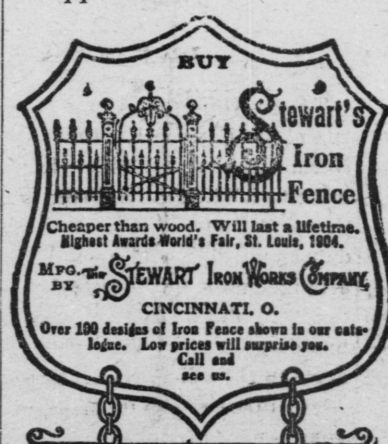 BUY
Stewart's
Iron
Fence
Cheaper than wood. Will last a lifetime.
Highest Awards World's Fair, St. Louis, 1904.
MFG. BY The STEWART IRON WORKS COMPANY,
CINCINNATI, O.
Over 100 designs of Iron Fence shown in our cata-
logue. Low prices will surprise you.
Call and
see us.